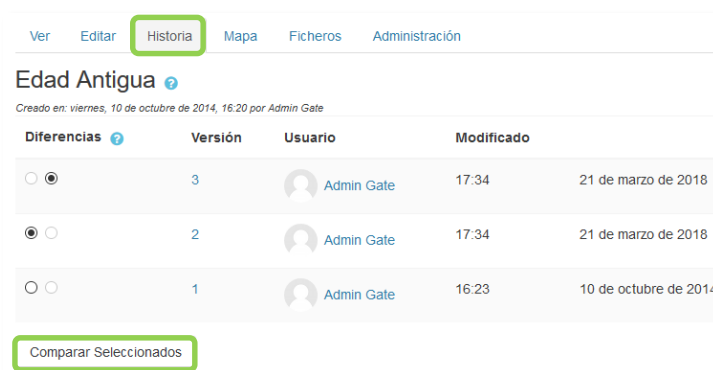 Ver Editar Historia Mapa Ficheros Administración
Edad Antigua ?
Creado en: viernes, 10 de octubre de 2014, 16:20 por Admin Gate
Diferencias ? Versión Usuario Modificado
3 Admin Gate 17:34 21 de marzo de 2018
2 Admin Gate 17:34 21 de marzo de 2018
1 Admin Gate 16:23 10 de octubre de 2014
Comparar Seleccionados